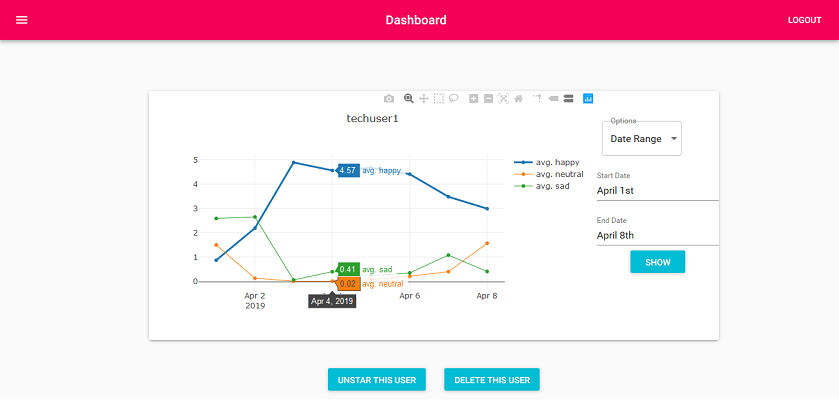 Dashboard
LOGOUT
techuser1
Options
Date Range
Start Date
April 1st
End Date
April 8th
SHOW
avg. happy
avg. neutral
avg. sad
5
4
3
2
1
0
4.57 avg. happy
0.41 avg. sad
0.02 avg. neutral
Apr 2
2019
Apr 4, 2019
Apr 6
Apr 8
UNSTAR THIS USER
DELETE THIS USER